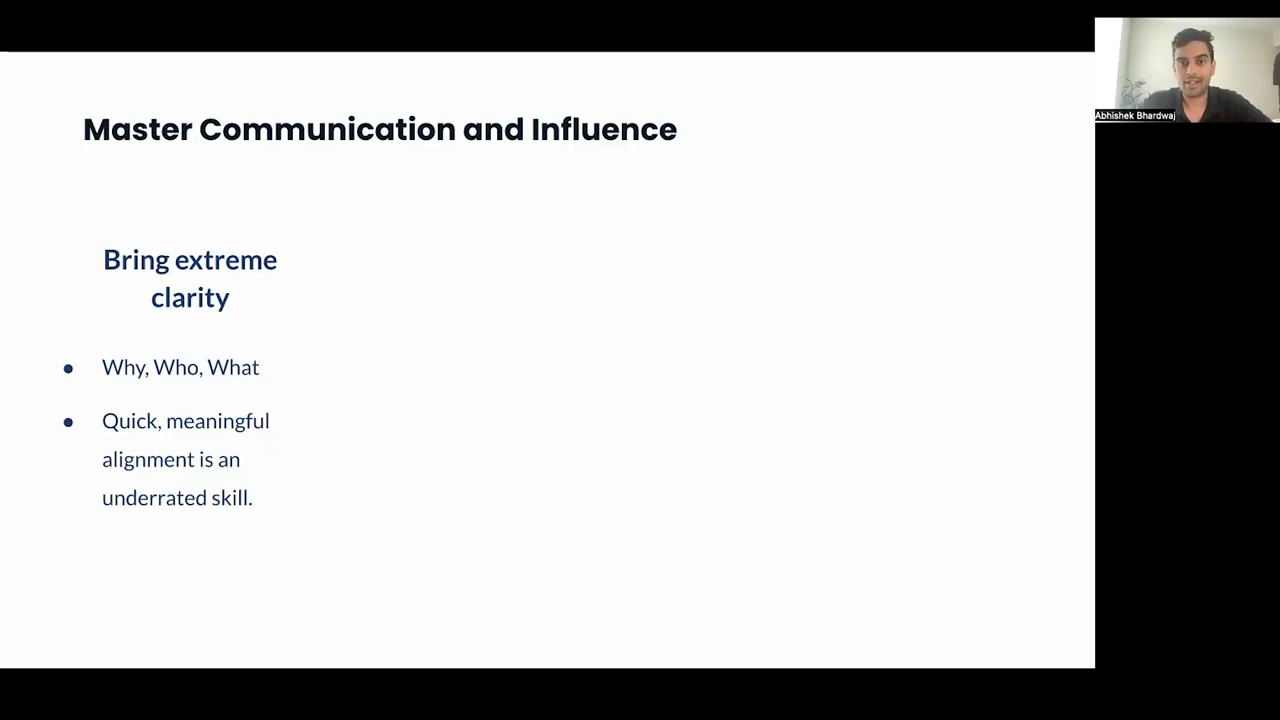 Master Communication and Influence
Abhishek Bhardwaj
Bring extreme
clarity
● Why, Who, What
● Quick, meaningful
alignment is an
underrated skill.